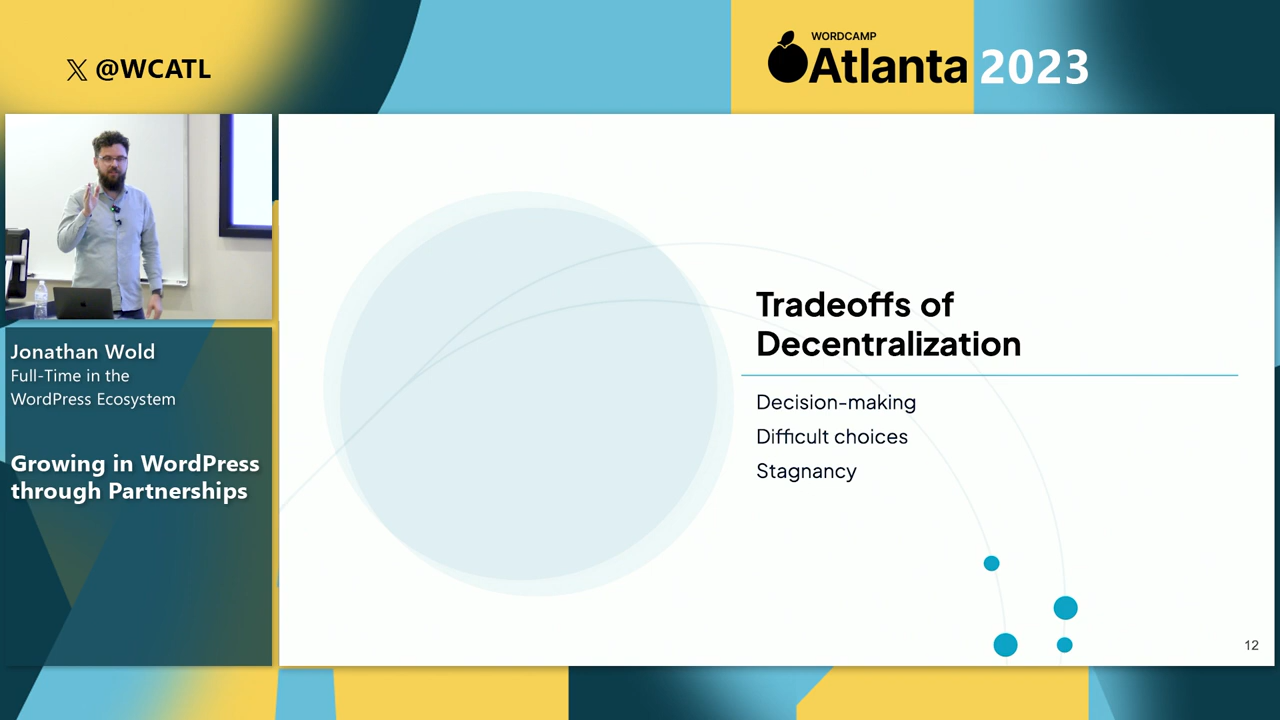 𝕏 @WCATL
WORDCAMP
Atlanta 2023
Jonathan Wold
Full-Time in the
WordPress Ecosystem
Growing in WordPress
through Partnerships
Tradeoffs of
Decentralization
Decision-making
Difficult choices
Stagnancy
12